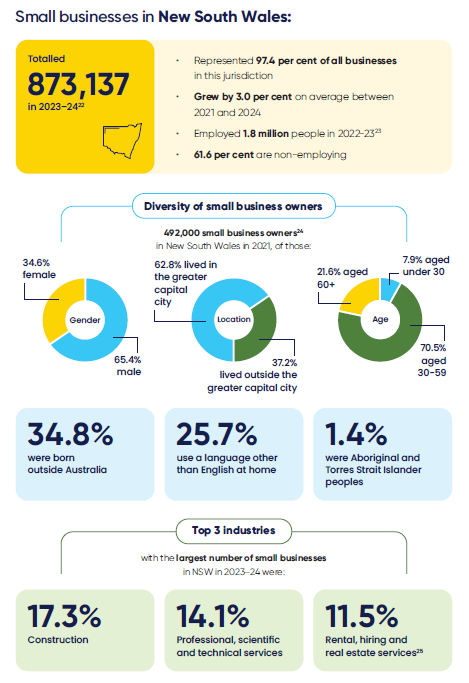 Small businesses in New South Wales:
Totalled
873,137
in 2023–24²²
• Represented 97.4 per cent of all businesses
in this jurisdiction
• Grew by 3.0 per cent on average between
2021 and 2024
• Employed 1.8 million people in 2022-23²³
• 61.6 per cent are non-employing
Diversity of small business owners
492,000 small business owners²⁴
in New South Wales in 2021, of those:
34.6%
female
Gender
65.4%
male
62.8% lived in
the greater
capital
city
Location
37.2%
lived outside the
greater capital city
7.9% aged
under 30
21.6% aged
60+
Age
70.5%
aged
30-59
34.8%
were born
outside Australia
25.7%
use a language other
than English at home
1.4%
were Aboriginal and
Torres Strait Islander
peoples
Top 3 industries
with the largest number of small businesses
in NSW in 2023–24 were:
17.3%
Construction
14.1%
Professional, scientific
and technical services
11.5%
Rental, hiring and
real estate services²⁵